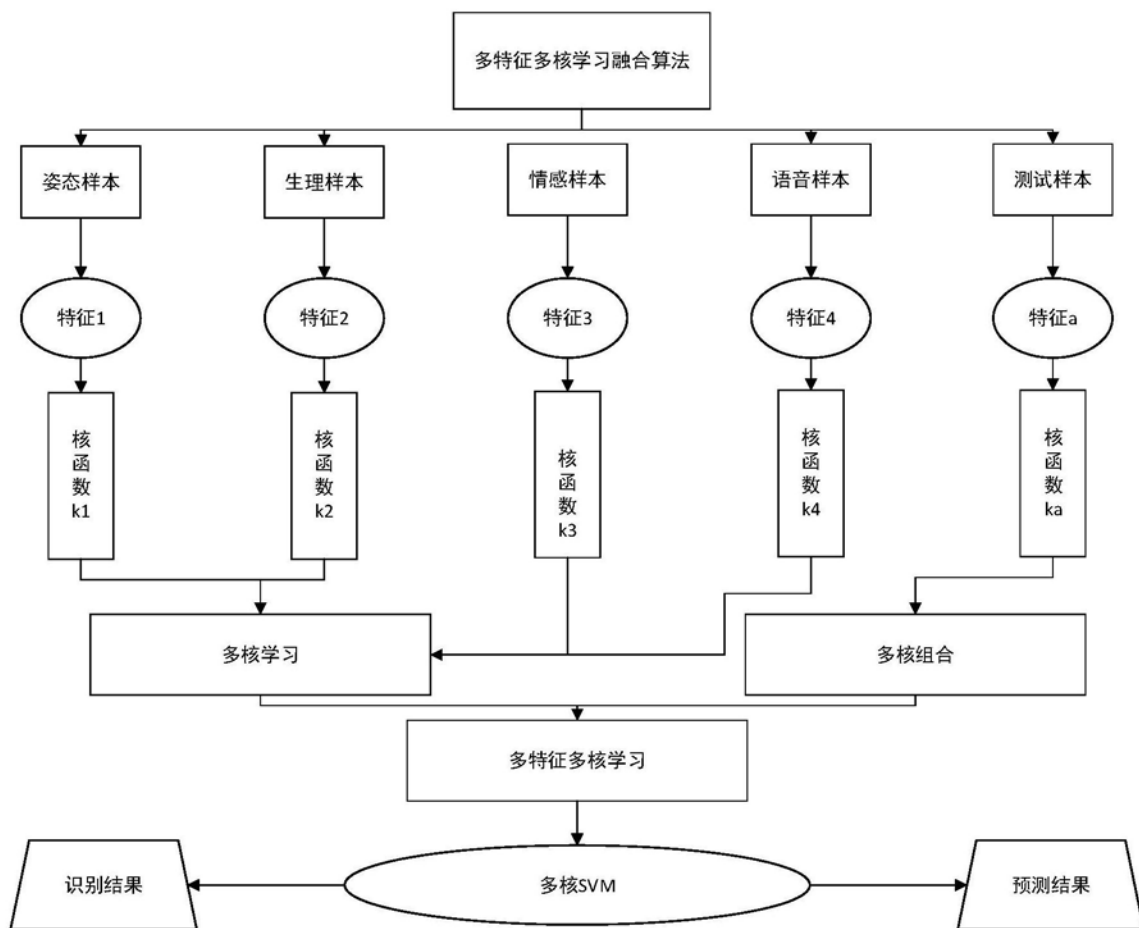 多特征多核学习融合算法
姿态样本
生理样本
情感样本
语音样本
测试样本
特征1
特征2
特征3
特征4
特征a
核
函
数
k1
核
函
数
k2
核
函
数
k3
核
函
数
k4
核
函
数
ka
多核学习
多核组合
多特征多核学习
识别结果
多核SVM
预测结果